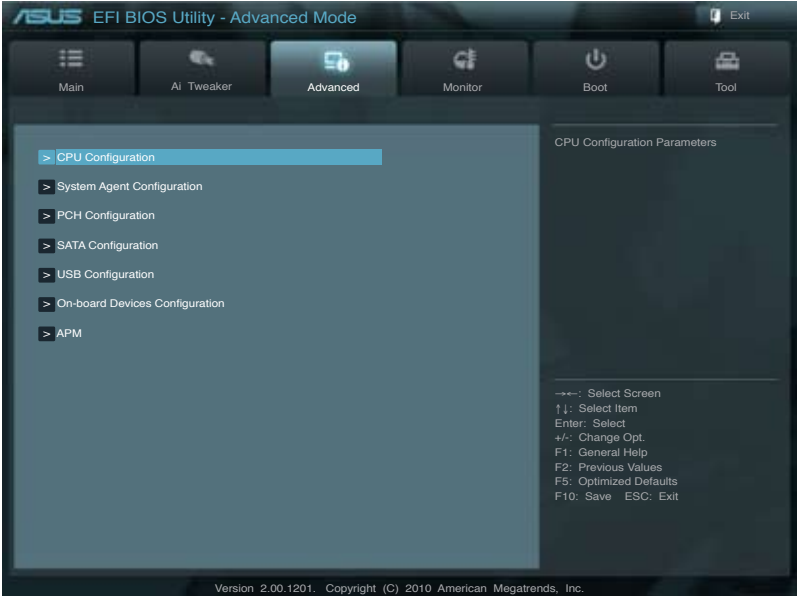 ASUS EFI BIOS Utility - Advanced Mode
Exit
Main
Ai Tweaker
Advanced
Monitor
Boot
Tool
> CPU Configuration
> System Agent Configuration
> PCH Configuration
> SATA Configuration
> USB Configuration
> On-board Devices Configuration
> APM
CPU Configuration Parameters
→←: Select Screen
↑↓: Select Item
Enter: Select
+/-: Change Opt.
F1: General Help
F2: Previous Values
F5: Optimized Defaults
F10: Save ESC: Exit
Version 2.00.1201. Copyright (C) 2010 American Megatrends, Inc.